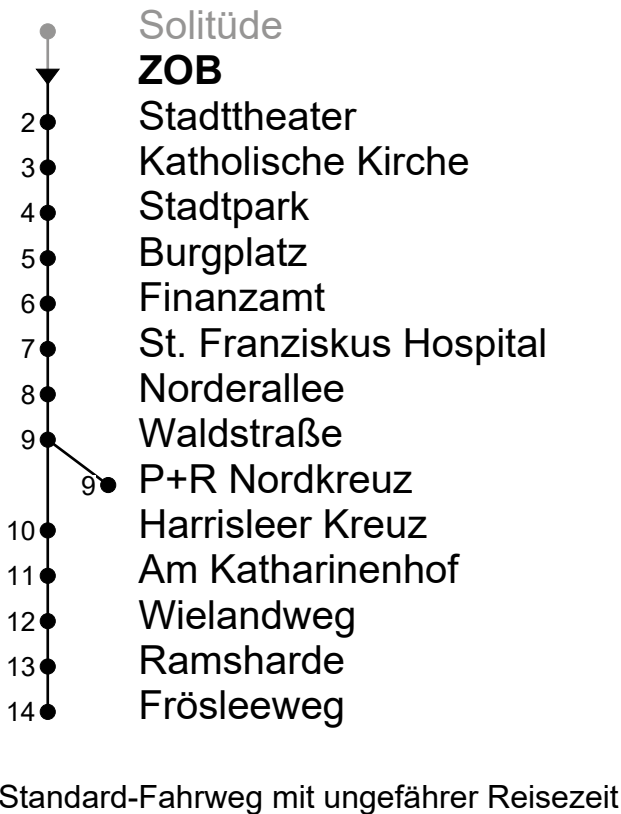 Solitüde
ZOB
2 Stadttheater
3 Katholische Kirche
4 Stadtpark
5 Burgplatz
6 Finanzamt
7 St. Franziskus Hospital
8 Norderallee
9 Waldstraße
9 P+R Nordkreuz
10 Harrisleer Kreuz
11 Am Katharinenhof
12 Wielandweg
13 Ramsharde
14 Frösleeweg
Standard-Fahrweg mit ungefährer Reisezeit